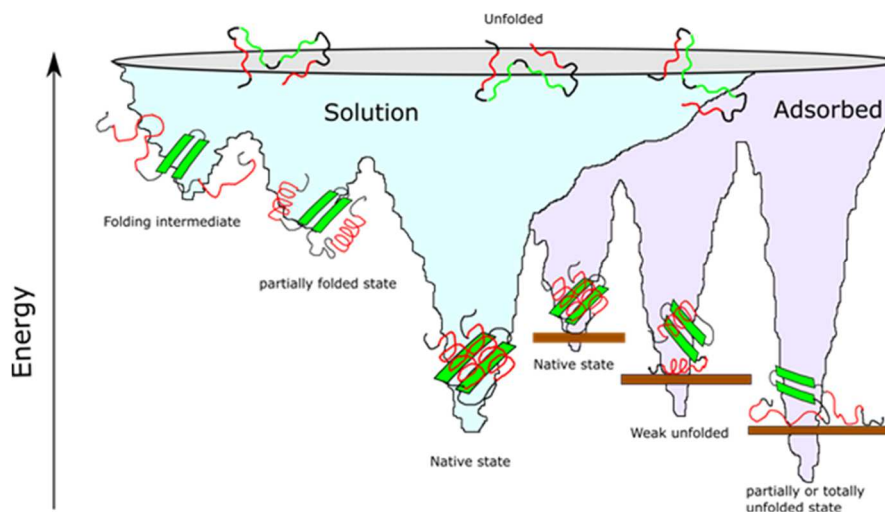 Unfolded
Solution
Adsorbed
Folding intermediate
partially folded state
Native state
Native state
Weak unfolded
partially or totally
unfolded state
Energy